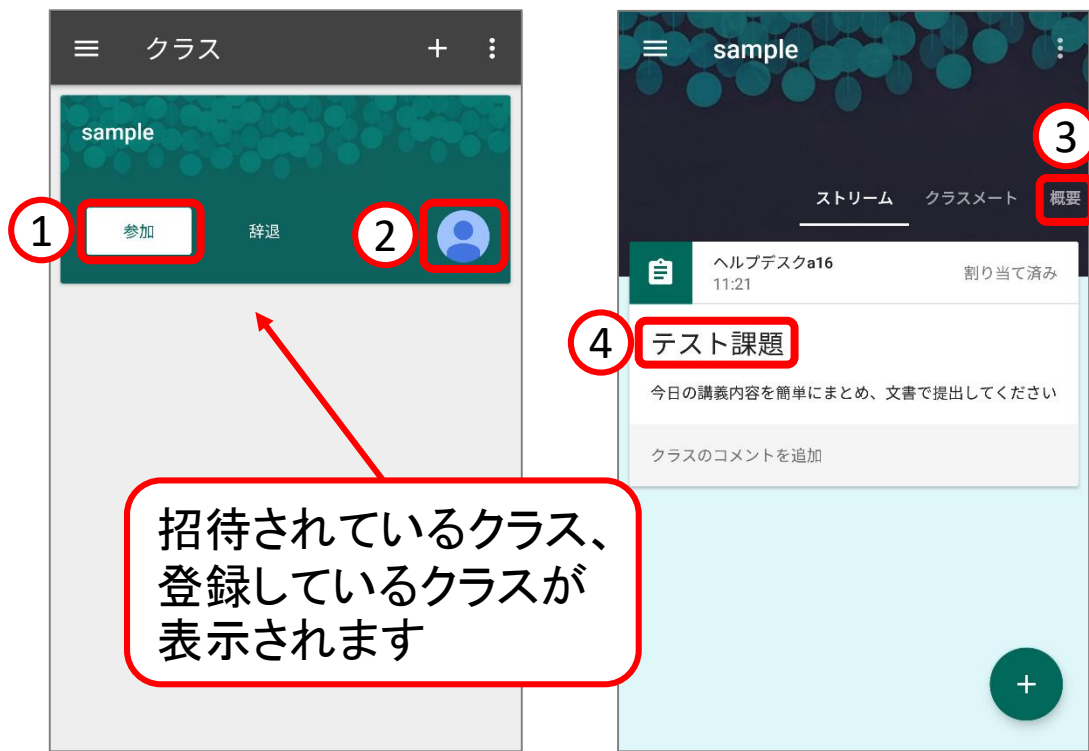 クラス
sample
① 参加 辞退 ②
招待されているクラス、
登録しているクラスが
表示されます
sample
③
ストリーム クラスメート 概要
ヘルプデスクa16
11:21
割り当て済み
④ テスト課題
今日の講義内容を簡単にまとめ、文書で提出してください
クラスのコメントを追加